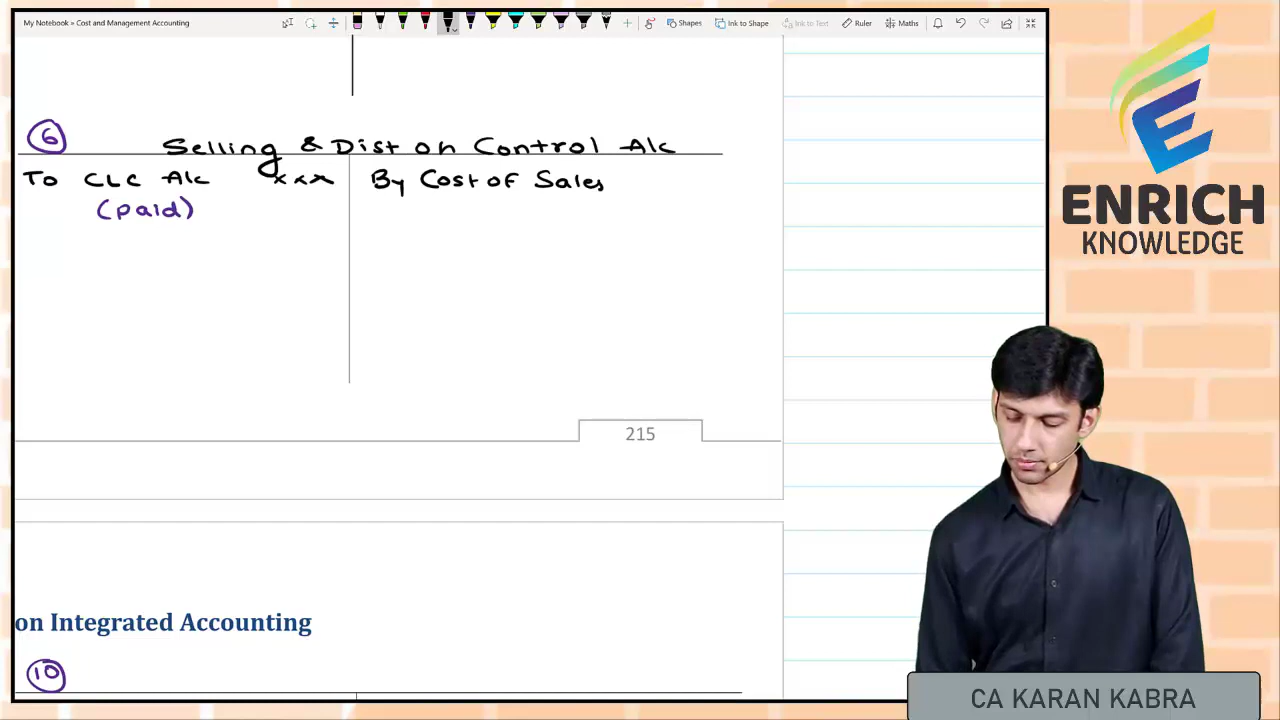 My Notebook » Cost and Management Accounting
Shapes
Ink to Shape
Ink to Text
Ruler
Maths
6
Selling & Dist OH Control A/c
To CLC A/c xxx By Cost of Sales
(paid)
215
on Integrated Accounting
10
ENRICH
KNOWLEDGE
CA KARAN KABRA